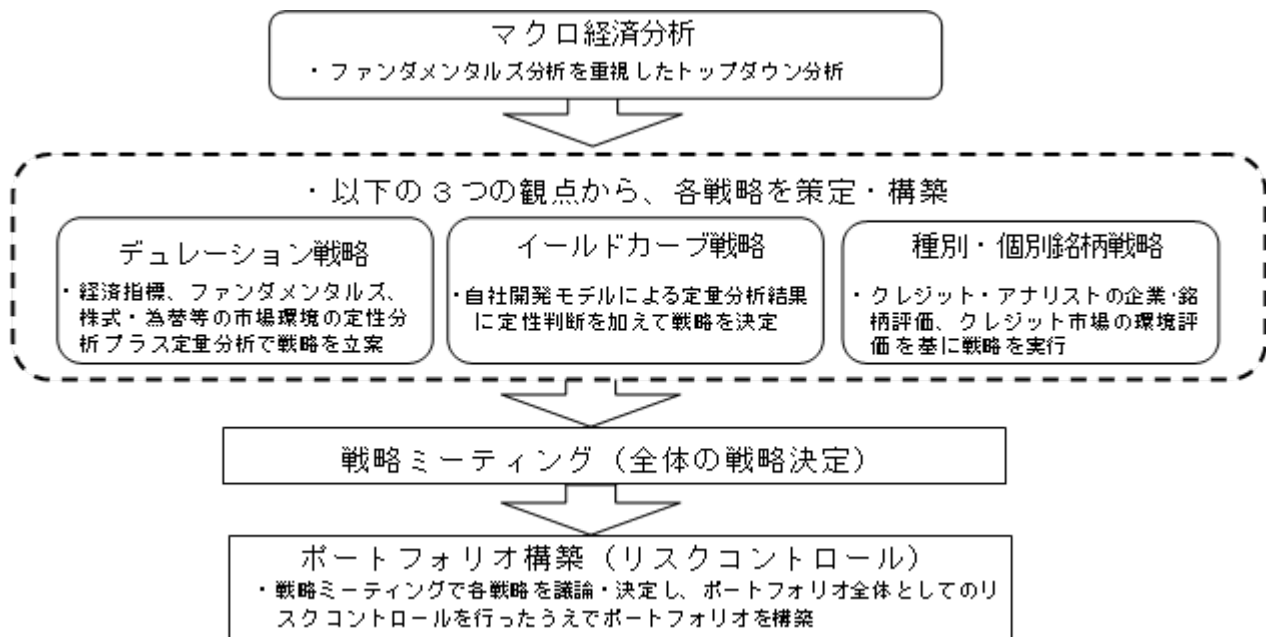 マクロ経済分析
・ファンダメンタルズ分析を重視したトップダウン分析
・以下の3つの観点から、各戦略を策定・構築
デュレーション戦略
・経済指標、ファンダメンタルズ、
株式・為替等の市場環境の定性分
析プラス定量分析で戦略を立案
イールドカーブ戦略
・自社開発モデルによる定量分析結果
に定性判断を加えて戦略を決定
種別・個別銘柄戦略
・クレジット・アナリストの企業・銘
柄評価、クレジット市場の環境評
価を基に戦略を実行
戦略ミーティング（全体の戦略決定）
ポートフォリオ構築（リスクコントロール）
・戦略ミーティングで各戦略を議論・決定し、ポートフォリオ全体としてのリ
スクコントロールを行ったうえでポートフォリオを構築